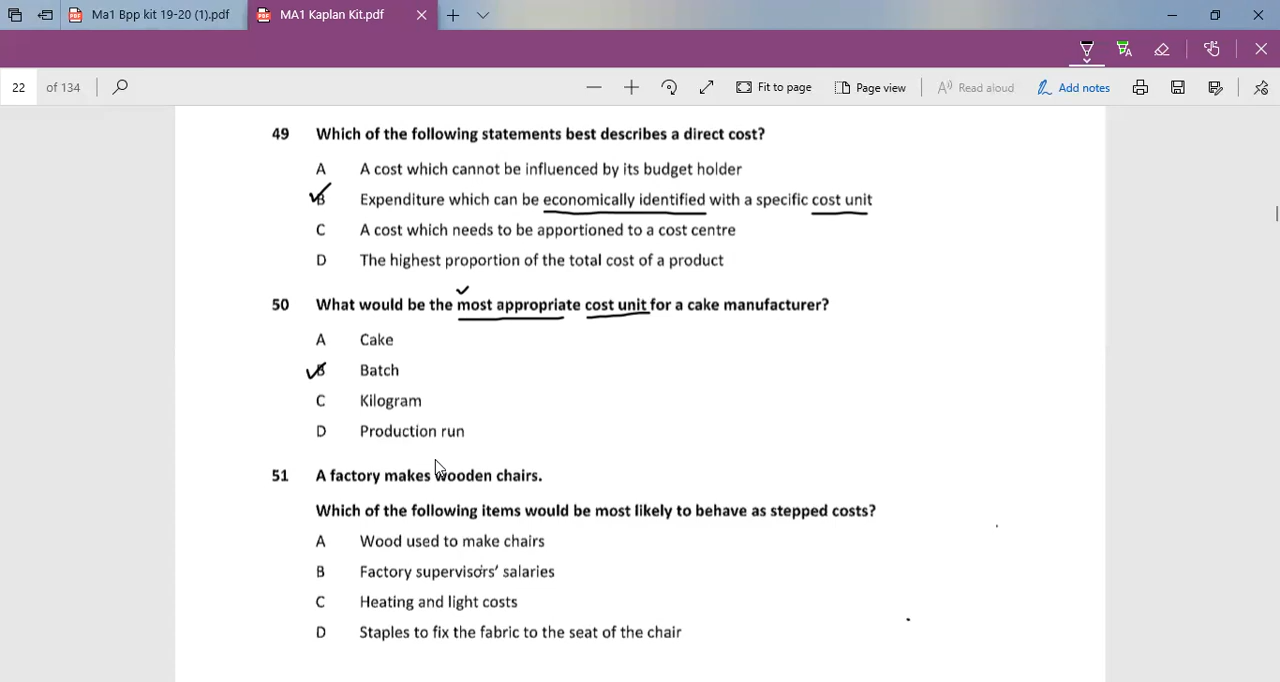 Ma1 Bpp kit 19-20 (1).pdf
MA1 Kaplan Kit.pdf
22 of 134
Fit to page
Page view
Read aloud
Add notes
49 Which of the following statements best describes a direct cost?
A A cost which cannot be influenced by its budget holder
B Expenditure which can be economically identified with a specific cost unit
C A cost which needs to be apportioned to a cost centre
D The highest proportion of the total cost of a product
50 What would be the most appropriate cost unit for a cake manufacturer?
A Cake
B Batch
C Kilogram
D Production run
51 A factory makes wooden chairs.
Which of the following items would be most likely to behave as stepped costs?
A Wood used to make chairs
B Factory supervisors' salaries
C Heating and light costs
D Staples to fix the fabric to the seat of the chair